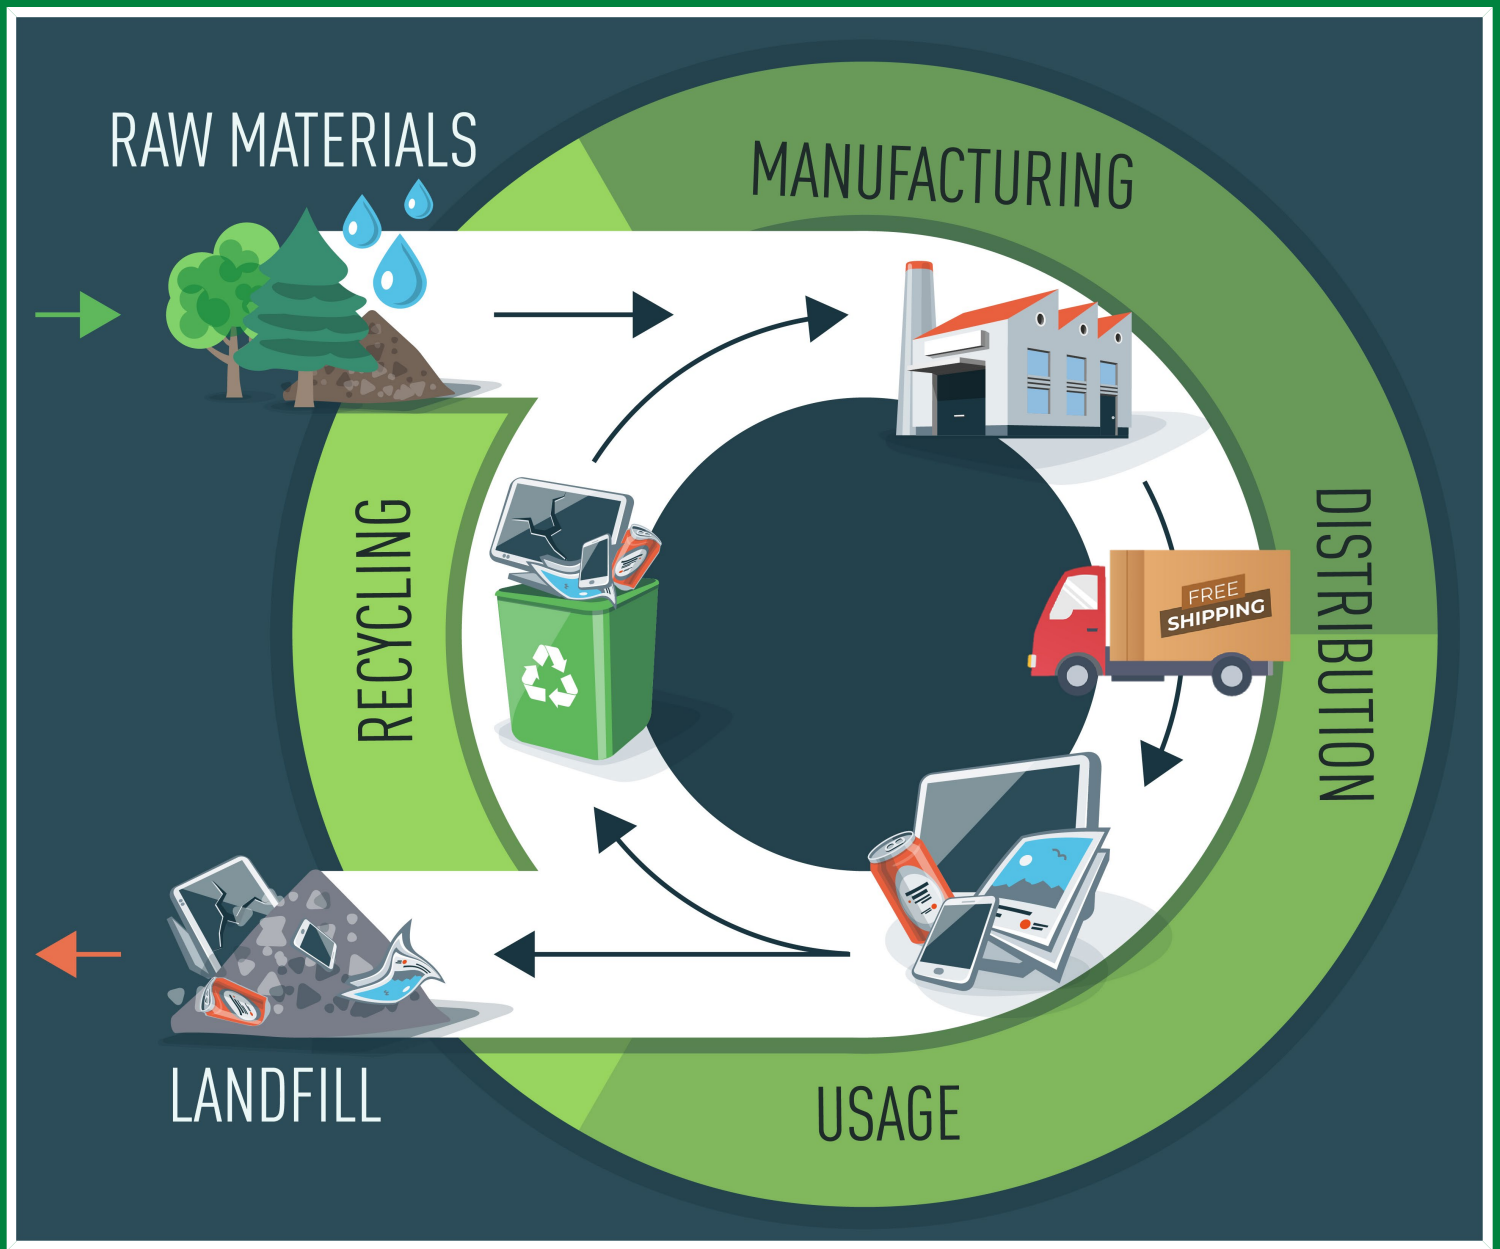 RAW MATERIALS
MANUFACTURING
DISTRIBUTION
FREE
SHIPPING
RECYCLING
USAGE
LANDFILL